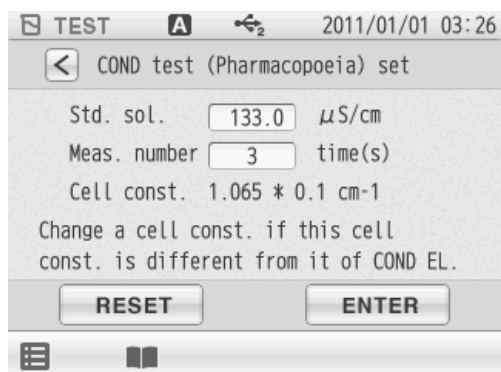 TEST A 2 2011/01/01 03:26
< COND test (Pharmacopoeia) set
Std. sol. 133.0 μS/cm
Meas. number 3 time(s)
Cell const. 1.065 * 0.1 cm-1
Change a cell const. if this cell
const. is different from it of COND EL.
RESET ENTER